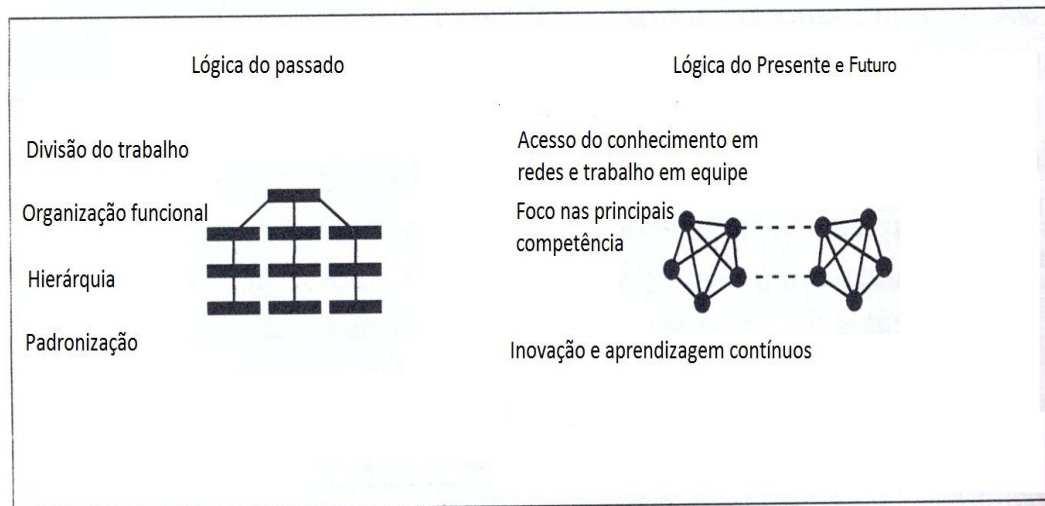 Lógica do passado
Divisão do trabalho
Organização funcional
Hierárquia
Padronização
Lógica do Presente e Futuro
Acesso do conhecimento em
redes e trabalho em equipe
Foco nas principais
competência
Inovação e aprendizagem contínuos